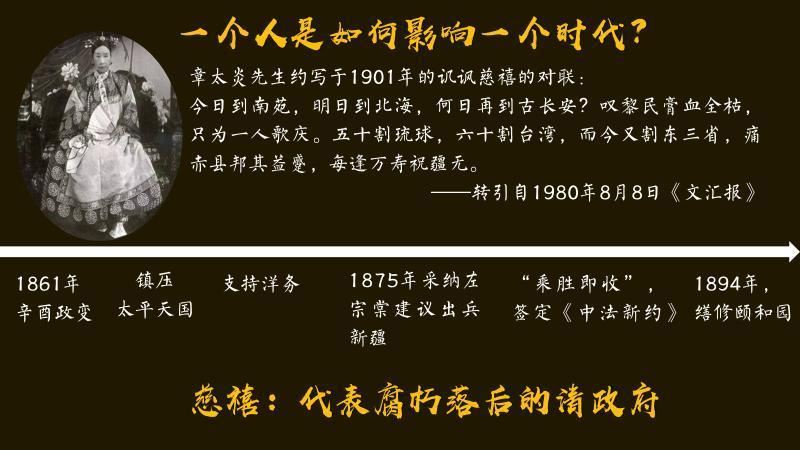 一个人是如何影响一个时代？
章太炎先生约写于1901年的讥讽慈禧的对联：
今日到南苑，明日到北海，何日再到古长安？叹黎民膏血全枯，
只为一人歌庆。五十割琉球，六十割台湾，而今又割东三省，痛
赤县邦其益蹙，每逢万寿祝疆无。
——转引自1980年8月8日《文汇报》
1861年
辛酉政变
镇压
太平天国
支持洋务
1875年采纳左
宗棠建议出兵
新疆
“乘胜即收”，
签定《中法新约》
1894年，
缮修颐和园
慈禧：代表腐朽落后的清政府